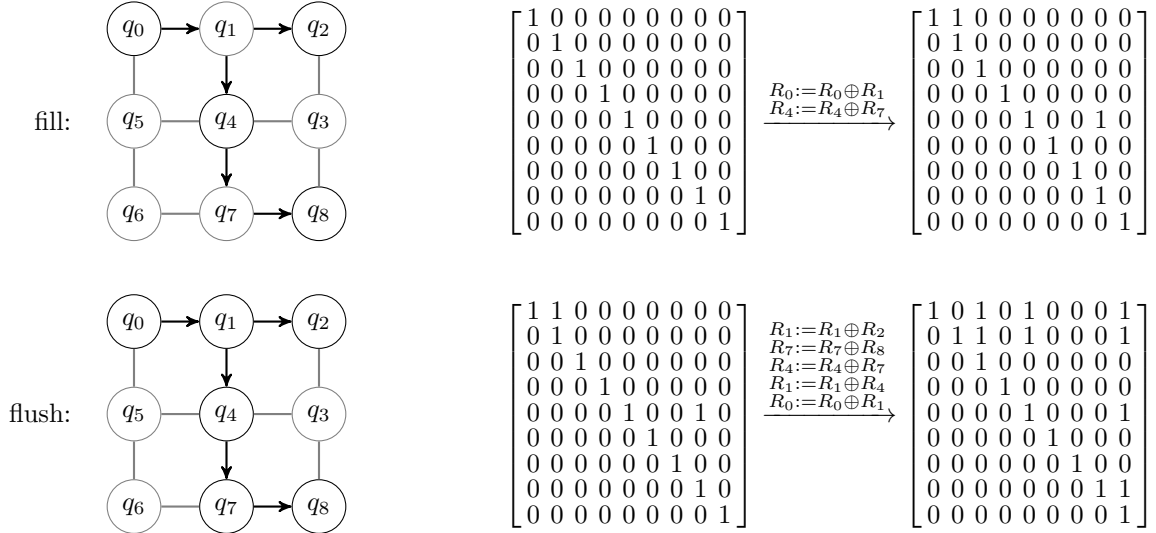 fill:
q0 q1 q2
q5 q4 q3
q6 q7 q8
1 0 0 0 0 0 0 0 0
0 1 0 0 0 0 0 0 0
0 0 1 0 0 0 0 0 0
0 0 0 1 0 0 0 0 0
0 0 0 0 1 0 0 0 0
0 0 0 0 0 1 0 0 0
0 0 0 0 0 0 1 0 0
0 0 0 0 0 0 0 1 0
0 0 0 0 0 0 0 0 1
R0:=R0⊕R1
R4:=R4⊕R7
1 1 0 0 0 0 0 0 0
0 1 0 0 0 0 0 0 0
0 0 1 0 0 0 0 0 0
0 0 0 1 0 0 0 0 0
0 0 0 0 1 0 0 1 0
0 0 0 0 0 1 0 0 0
0 0 0 0 0 0 1 0 0
0 0 0 0 0 0 0 1 0
0 0 0 0 0 0 0 0 1
flush:
q0 q1 q2
q5 q4 q3
q6 q7 q8
1 1 0 0 0 0 0 0 0
0 1 0 0 0 0 0 0 0
0 0 1 0 0 0 0 0 0
0 0 0 1 0 0 0 0 0
0 0 0 0 1 0 0 1 0
0 0 0 0 0 1 0 0 0
0 0 0 0 0 0 1 0 0
0 0 0 0 0 0 0 1 0
0 0 0 0 0 0 0 0 1
R1:=R1⊕R2
R7:=R7⊕R8
R4:=R4⊕R7
R1:=R1⊕R4
R0:=R0⊕R1
1 0 1 0 1 0 0 0 1
0 1 1 0 1 0 0 0 1
0 0 1 0 0 0 0 0 0
0 0 0 1 0 0 0 0 0
0 0 0 0 1 0 0 0 1
0 0 0 0 0 1 0 0 0
0 0 0 0 0 0 1 0 0
0 0 0 0 0 0 0 1 1
0 0 0 0 0 0 0 0 1